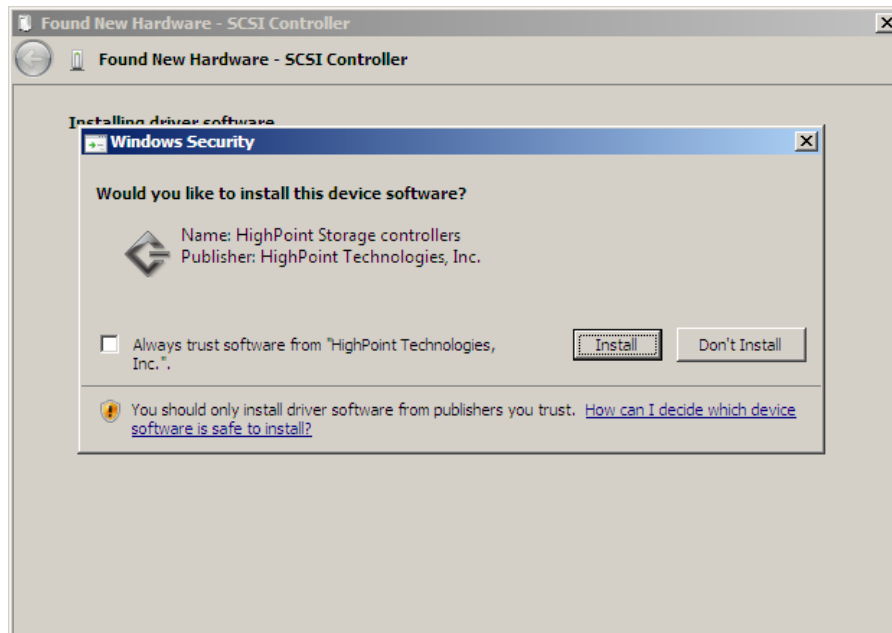 Found New Hardware - SCSI Controller
Found New Hardware - SCSI Controller
Installing driver software
Windows Security
Would you like to install this device software?
Name: HighPoint Storage controllers
Publisher: HighPoint Technologies, Inc.
Always trust software from "HighPoint Technologies,
Inc.".
Install
Don't Install
You should only install driver software from publishers you trust. How can I decide which device
software is safe to install?